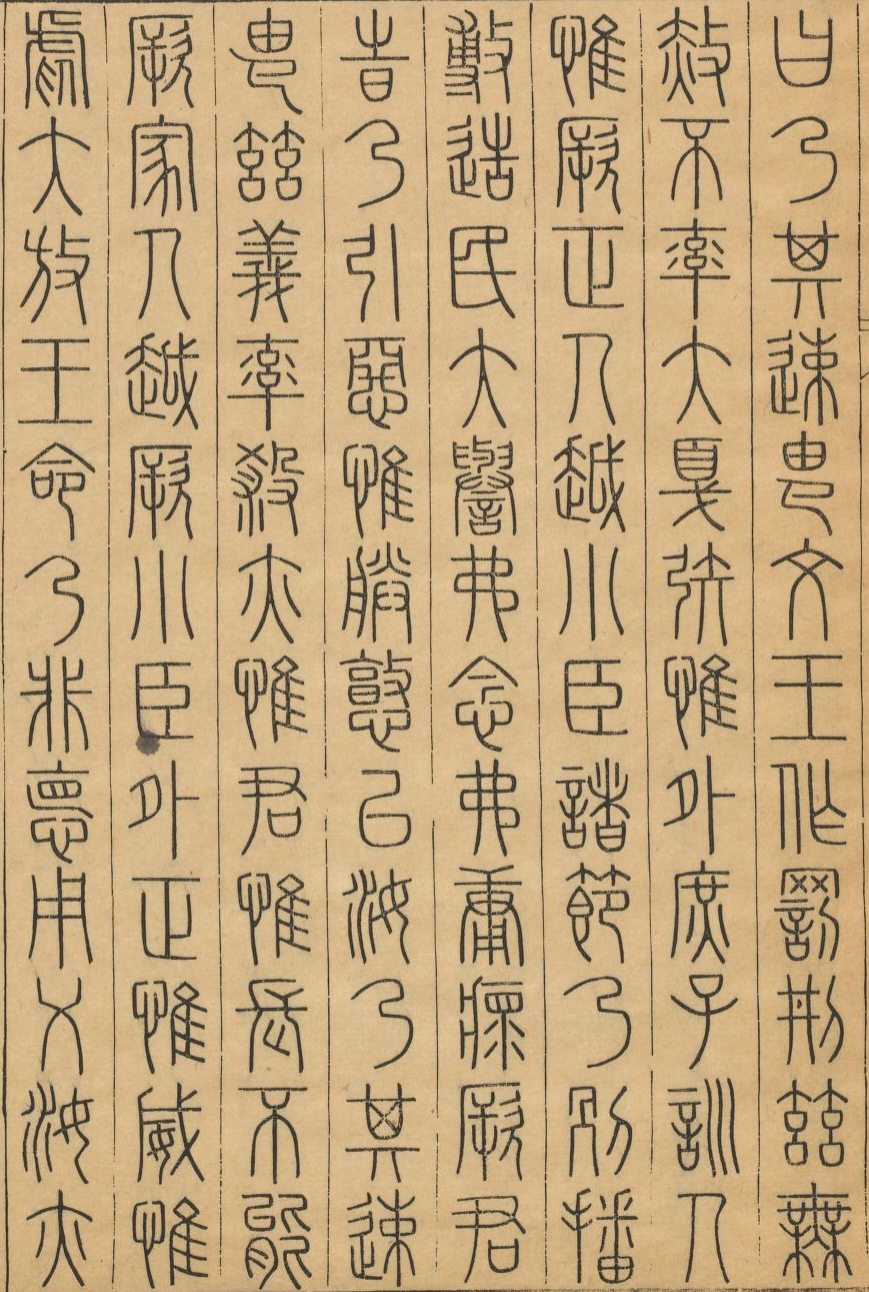 曰乃其速由文王作罰刑茲無
赦不率大戛矧惟外庶子訓人
惟厥正人越小臣諸節乃別播
敷造民大譽弗念弗庸瘝厥君
旹乃引惡惟朕憝已汝乃其速
由茲義率殺亦惟君惟長不能
厥家人越厥小臣外正惟威惟
虐大放王命乃非悳用乂汝亦